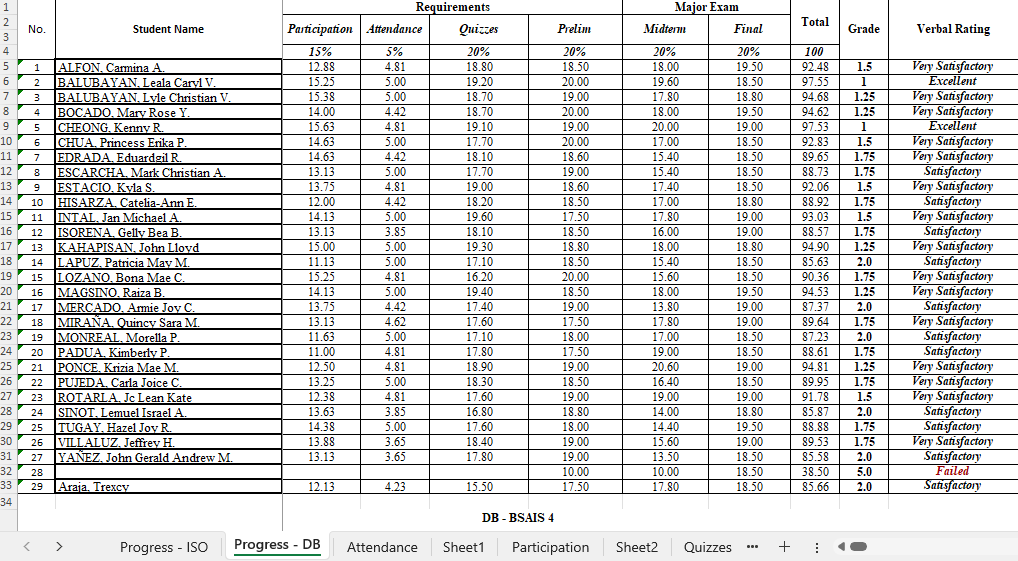 1 Requirements Major Exam
2 No. Student Name Participation Attendance Quizzes Prelim Midterm Final Total Grade Verbal Rating
3
4 15% 5% 20% 20% 20% 20% 100
5 1 ALFON, Carmina A. 12.88 4.81 18.80 18.50 18.00 19.50 92.48 1.5 Very Satisfactory
6 2 BALUBAYAN, Leala Caryl V. 15.25 5.00 19.20 20.00 19.60 18.50 97.55 1 Excellent
7 3 BALUBAYAN, Lyle Christian V. 15.38 5.00 18.70 19.00 17.80 18.80 94.68 1.25 Very Satisfactory
8 4 BOCADO, Mary Rose Y. 14.00 4.42 18.70 20.00 18.00 19.50 94.62 1.25 Very Satisfactory
9 5 CHEONG, Kenny R. 15.63 4.81 19.10 19.00 20.00 19.00 97.53 1 Excellent
10 6 CHUA, Princess Erika P. 14.63 5.00 17.70 20.00 17.00 18.50 92.83 1.5 Very Satisfactory
11 7 EDRADA, Eduardgil R. 14.63 4.42 18.10 18.60 15.40 18.50 89.65 1.75 Very Satisfactory
12 8 ESCARCHA, Mark Christian A. 13.13 5.00 17.70 19.00 15.40 18.50 88.73 1.75 Satisfactory
13 9 ESTACIO, Kyla S. 13.75 4.81 19.00 18.60 17.40 18.50 92.06 1.5 Very Satisfactory
14 10 HISARZA, Catelia-Ann E. 12.00 4.42 18.20 18.50 17.00 18.80 88.92 1.75 Satisfactory
15 11 INTAL, Jan Michael A. 14.13 5.00 19.60 17.50 17.80 19.00 93.03 1.5 Very Satisfactory
16 12 ISORENA, Gelly Bea B. 13.13 3.85 18.10 18.50 16.00 19.00 88.57 1.75 Satisfactory
17 13 KAHAPISAN, John Lloyd 15.00 5.00 19.30 18.80 18.00 18.80 94.90 1.25 Very Satisfactory
18 14 LAPUZ, Patricia May M. 11.13 5.00 17.10 18.50 15.40 18.50 85.63 2.0 Satisfactory
19 15 LOZANO, Bona Mae C. 15.25 4.81 16.20 20.00 15.60 18.50 90.36 1.75 Very Satisfactory
20 16 MAGSINO, Raiza B. 14.13 5.00 19.40 18.50 18.00 19.50 94.53 1.25 Very Satisfactory
21 17 MERCADO, Armie Joy C. 13.75 4.42 17.40 19.00 13.80 19.00 87.37 2.0 Satisfactory
22 18 MIRAÑA, Quincy Sara M. 13.13 4.62 17.60 17.50 17.80 19.00 89.64 1.75 Very Satisfactory
23 19 MONREAL, Morella P. 11.63 5.00 17.10 18.00 17.00 18.50 87.23 2.0 Satisfactory
24 20 PADUA, Kimberly P. 11.00 4.81 17.80 17.50 19.00 18.50 88.61 1.75 Satisfactory
25 21 PONCE, Krizia Mae M. 12.50 4.81 18.90 19.00 20.60 19.00 94.81 1.25 Very Satisfactory
26 22 PUJEDA, Carla Joice C. 13.25 5.00 18.30 18.50 16.40 18.50 89.95 1.75 Very Satisfactory
27 23 ROTARLA, Jc Lean Kate 12.38 4.81 17.60 19.00 19.00 19.00 91.78 1.5 Very Satisfactory
28 24 SINOT, Lemuel Israel A. 13.63 3.85 16.80 18.80 14.00 18.80 85.87 2.0 Satisfactory
29 25 TUGAY, Hazel Joy R. 14.38 5.00 17.60 18.00 14.40 19.50 88.88 1.75 Satisfactory
30 26 VILLALUZ, Jeffrey H. 13.88 3.65 18.40 19.00 15.60 19.00 89.53 1.75 Very Satisfactory
31 27 YAÑEZ, John Gerald Andrew M. 13.13 3.65 17.80 19.00 13.50 18.50 85.58 2.0 Satisfactory
32 28 10.00 10.00 18.50 38.50 5.0 Failed
33 29 Araja, Trexcy 12.13 4.23 15.50 17.50 17.80 18.50 85.66 2.0 Satisfactory
34
DB - BSAIS 4
Progress - ISO Progress - DB Attendance Sheet1 Participation Sheet2 Quizzes